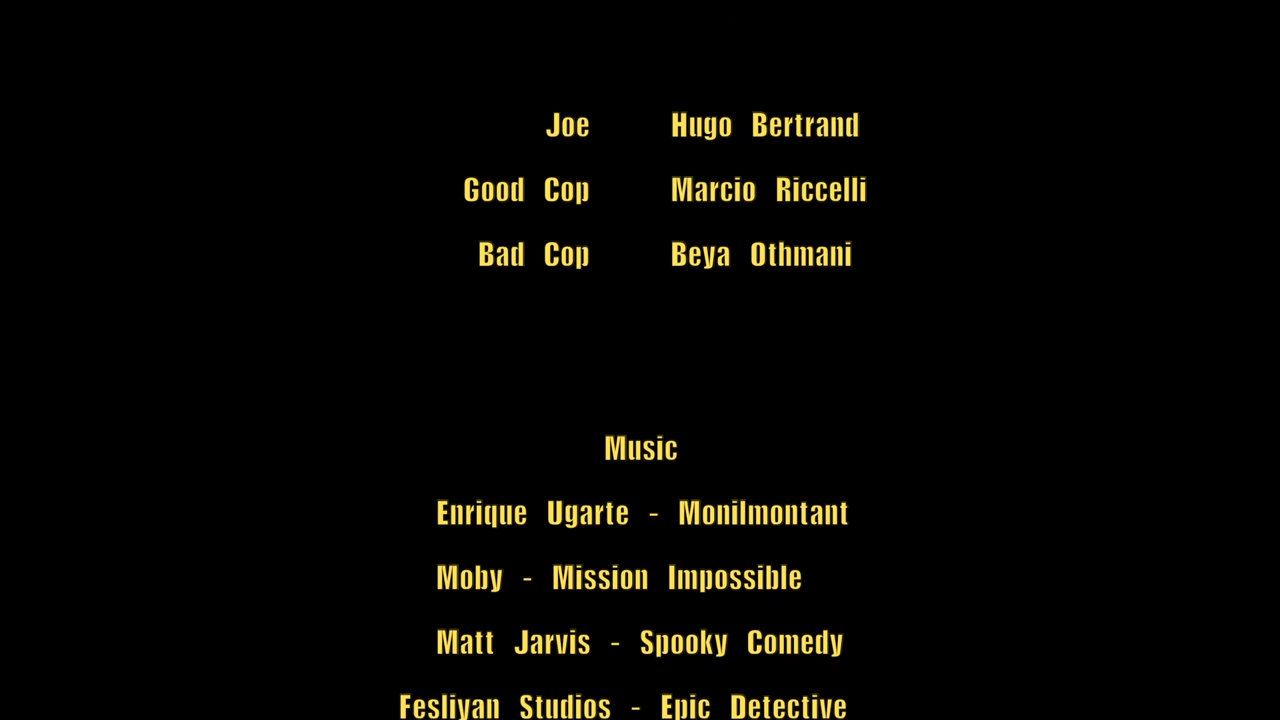 Joe Hugo Bertrand
Good Cop Marcio Riccelli
Bad Cop Beya Othmani
Music
Enrique Ugarte - Monilmontant
Moby - Mission Impossible
Matt Jarvis - Spooky Comedy
Fesliyan Studios - Epic Detective